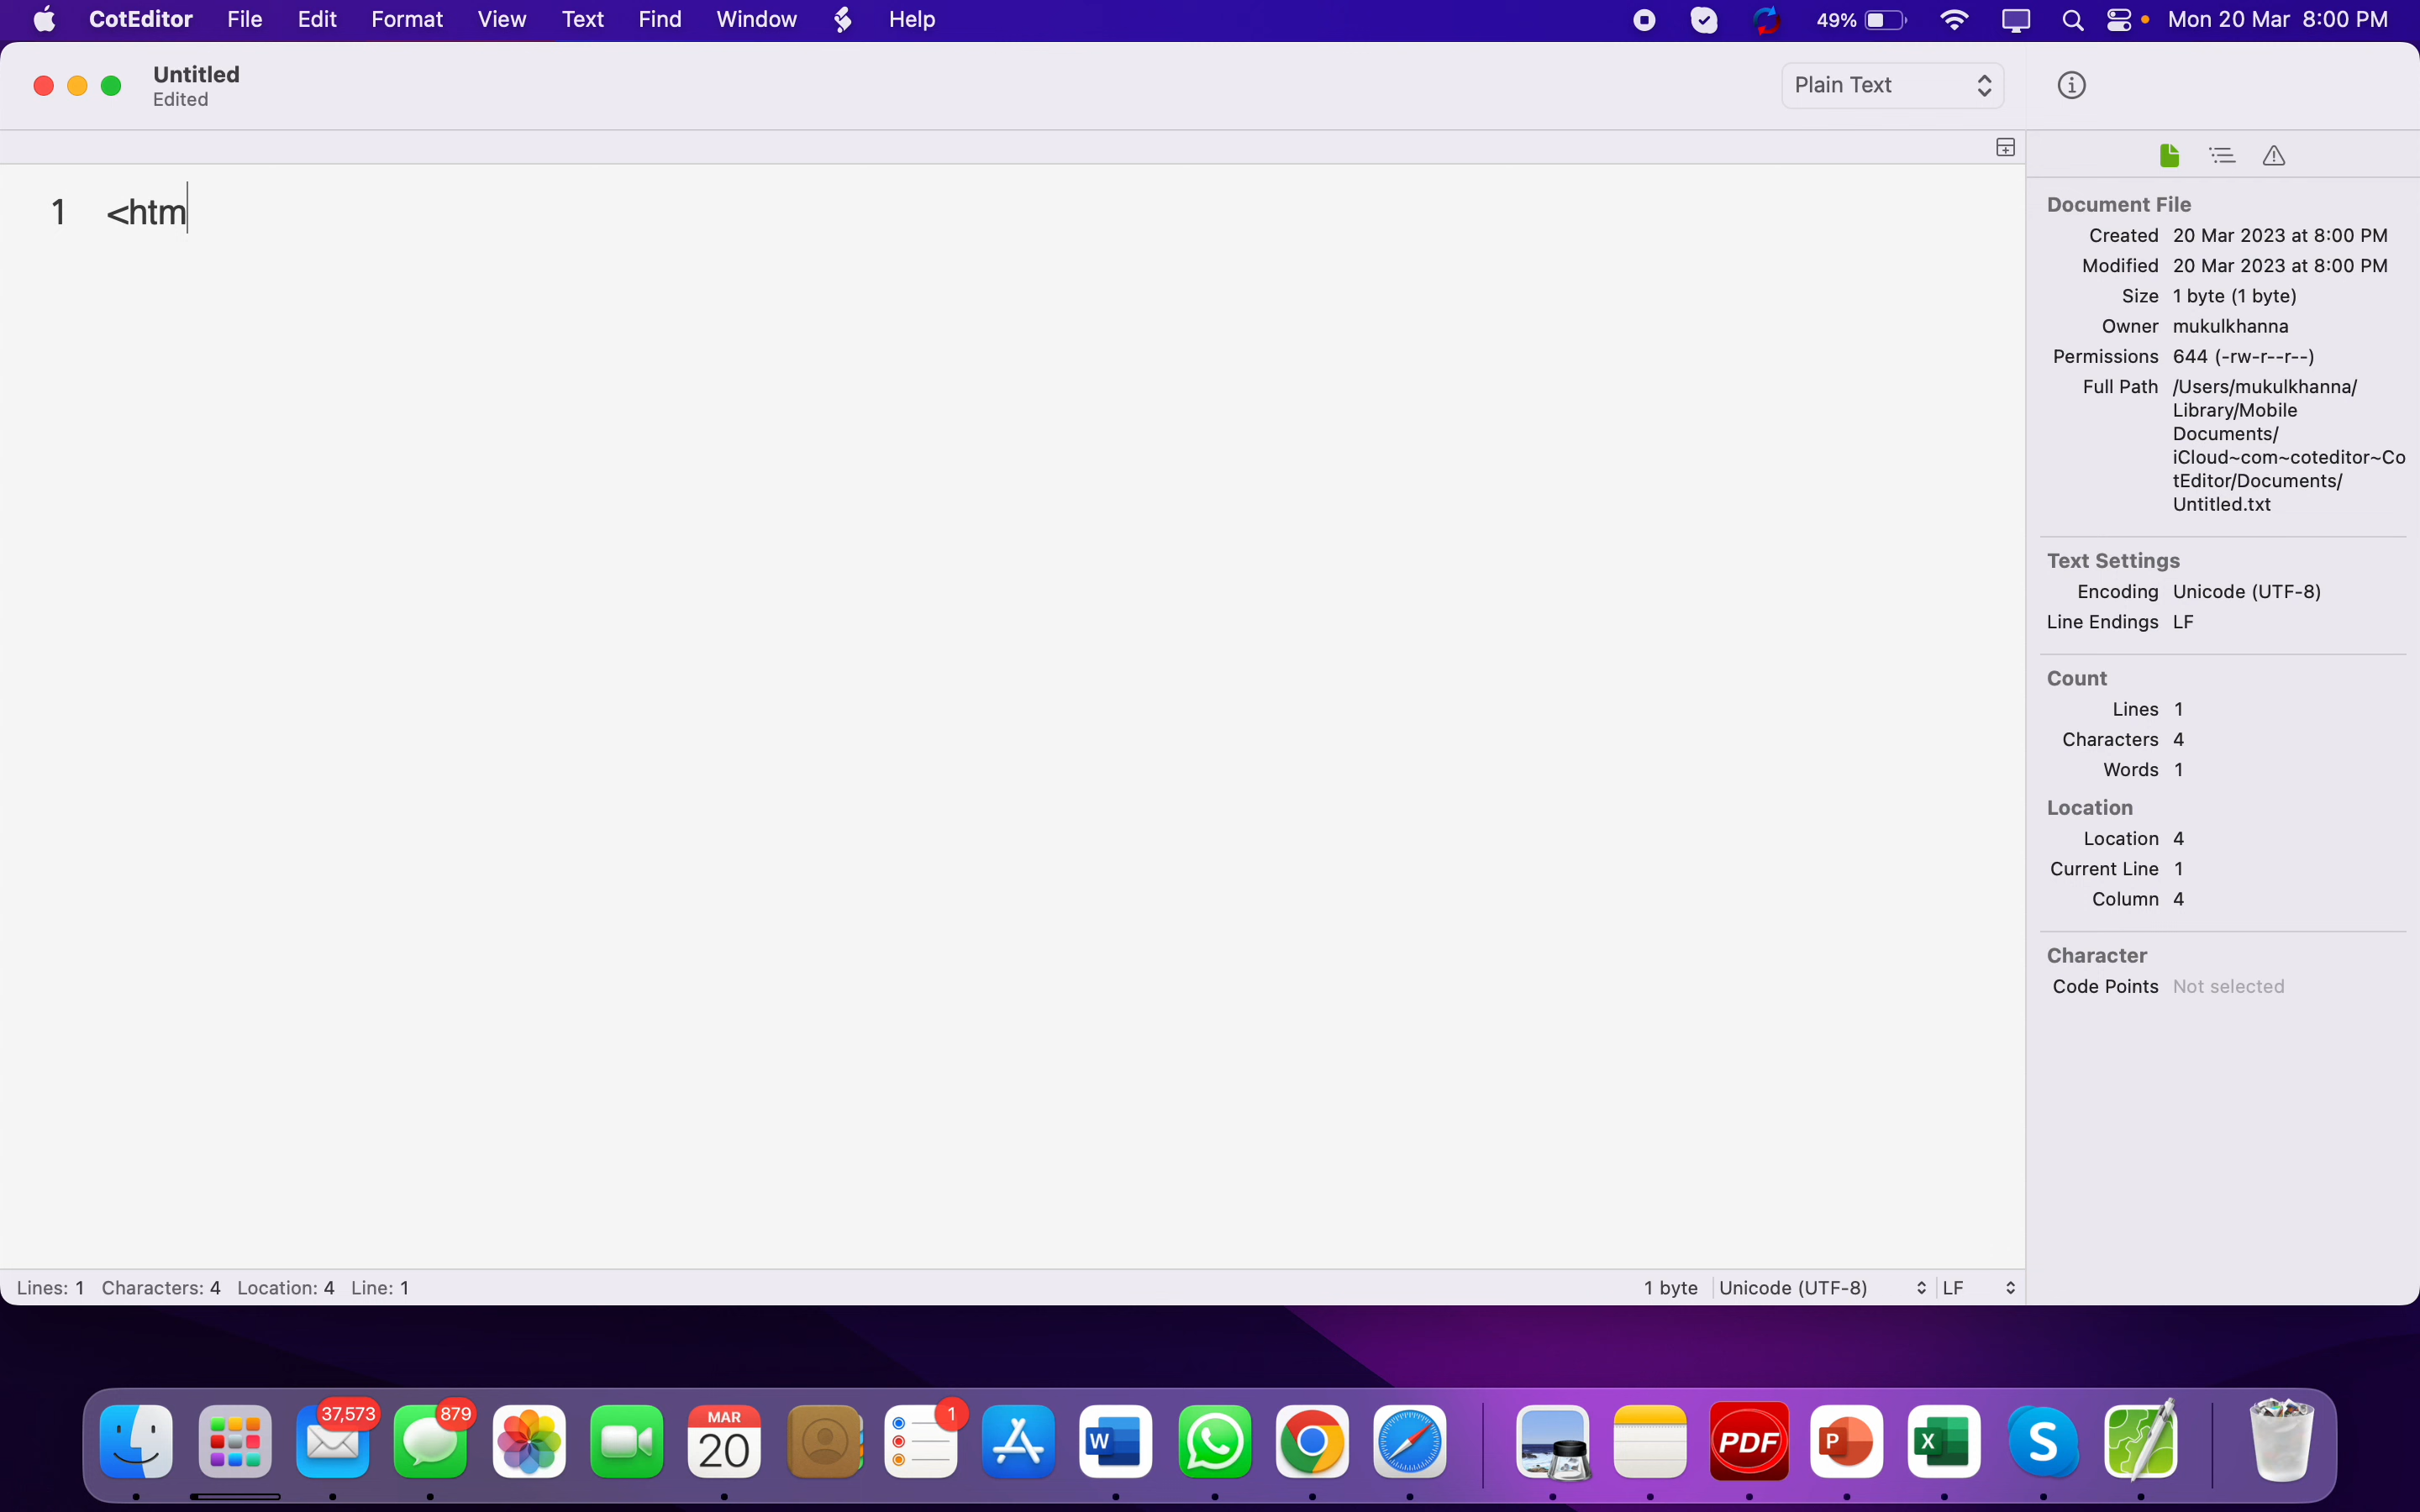 CotEditor File Edit Format View Text Find Window Help 49% Mon 20 Mar 8:00 PM
Untitled
Edited
Plain Text
1 <htm
Document File
Created 20 Mar 2023 at 8:00 PM
Modified 20 Mar 2023 at 8:00 PM
Size 1 byte (1 byte)
Owner mukulkhanna
Permissions 644 (-rw-r--r--)
Full Path /Users/mukulkhanna/
Library/Mobile
Documents/
iCloud~com~coteditor~Co
tEditor/Documents/
Untitled.txt
Text Settings
Encoding Unicode (UTF-8)
Line Endings LF
Count
Lines 1
Characters 4
Words 1
Location
Location 4
Current Line 1
Column 4
Character
Code Points Not selected
Lines: 1 Characters: 4 Location: 4 Line: 1 1 byte Unicode (UTF-8) LF
37,573 879 MAR 20 1 W PDF P X S